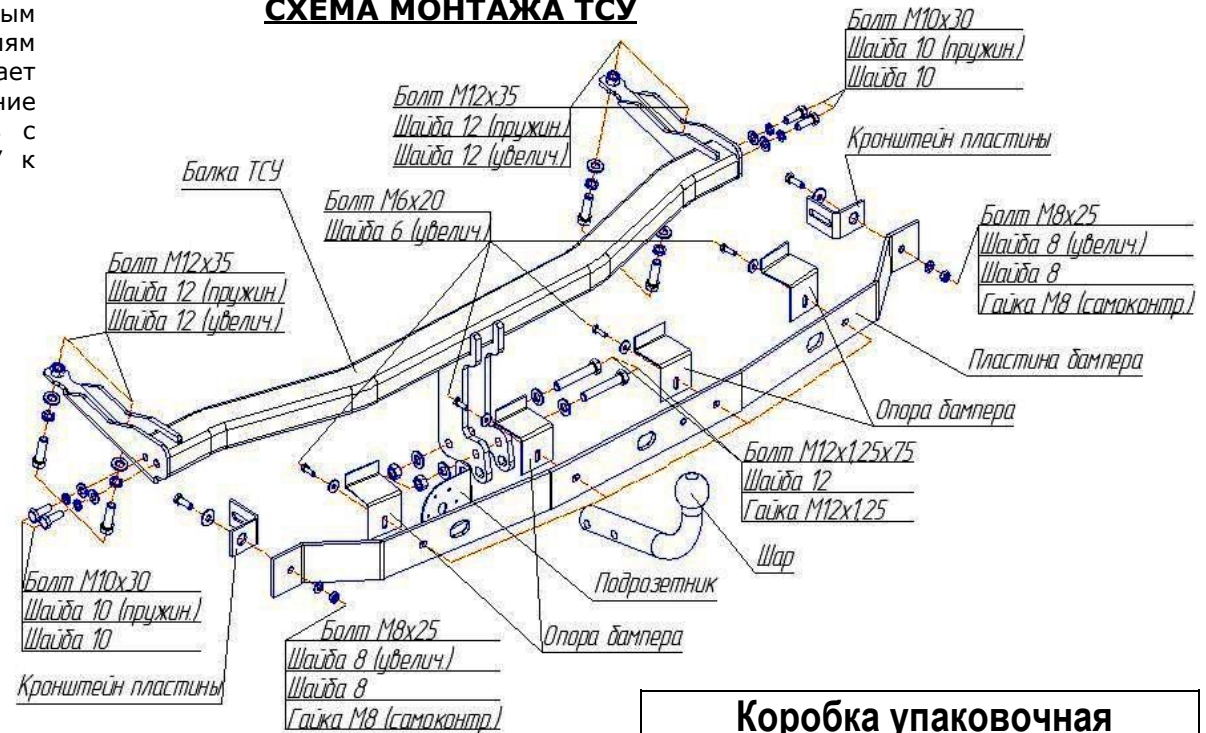 ным
СХЕМА МОНТАЖА ТСУ
ям
ает
ние
с
к
Болт М10х30
Шайба 10 (пружин.)
Шайба 10
Болт М12х35
Шайба 12 (пружин.)
Шайба 12 (увелич.)
Кронштейн пластины
Балка ТСУ
Болт М6х20
Шайба 6 (увелич.)
Болт М8х25
Шайба 8 (увелич.)
Шайба 8
Гайка М8 (самоконтр.)
Болт М12х35
Шайба 12 (пружин.)
Шайба 12 (увелич.)
Пластина бампера
Опора бампера
Болт М12х1,25х75
Шайба 12
Гайка М12х1,25
Шар
Подрозетник
Опора бампера
Болт М10х30
Шайба 10 (пружин.)
Шайба 10
Болт М8х25
Шайба 8 (увелич.)
Шайба 8
Гайка М8 (самоконтр.)
Кронштейн пластины
Коробка упаковочная